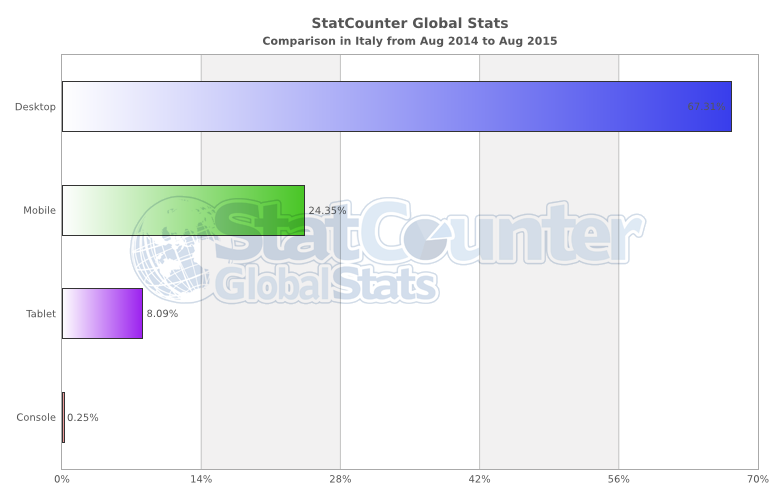 StatCounter Global Stats
Comparison in Italy from Aug 2014 to Aug 2015
Desktop
Mobile
24.35%
StatCounter
GlobalStats
Tablet
8.09%
Console
0.25%
0%
14%
28%
42%
56%
70%